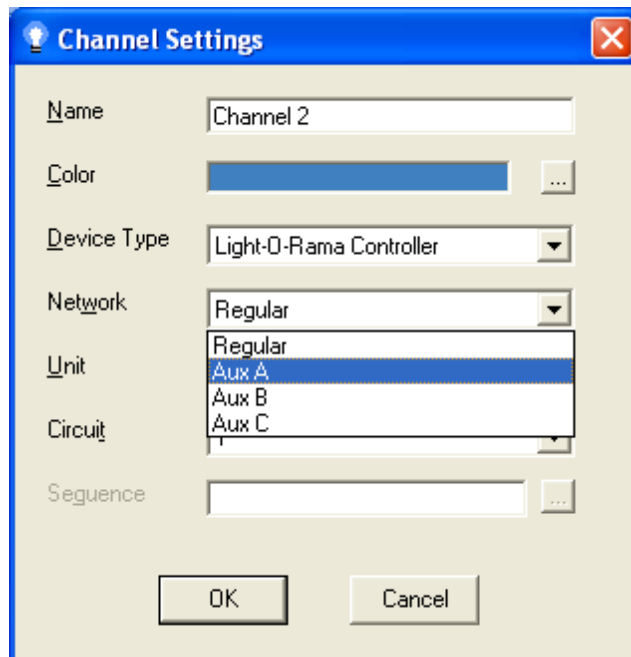 Channel Settings
Name Channel 2
Color ...
Device Type Light-O-Rama Controller
Network Regular
Regular
Unit Aux A
Aux B
Circuit Aux C
Sequence ...
OK Cancel